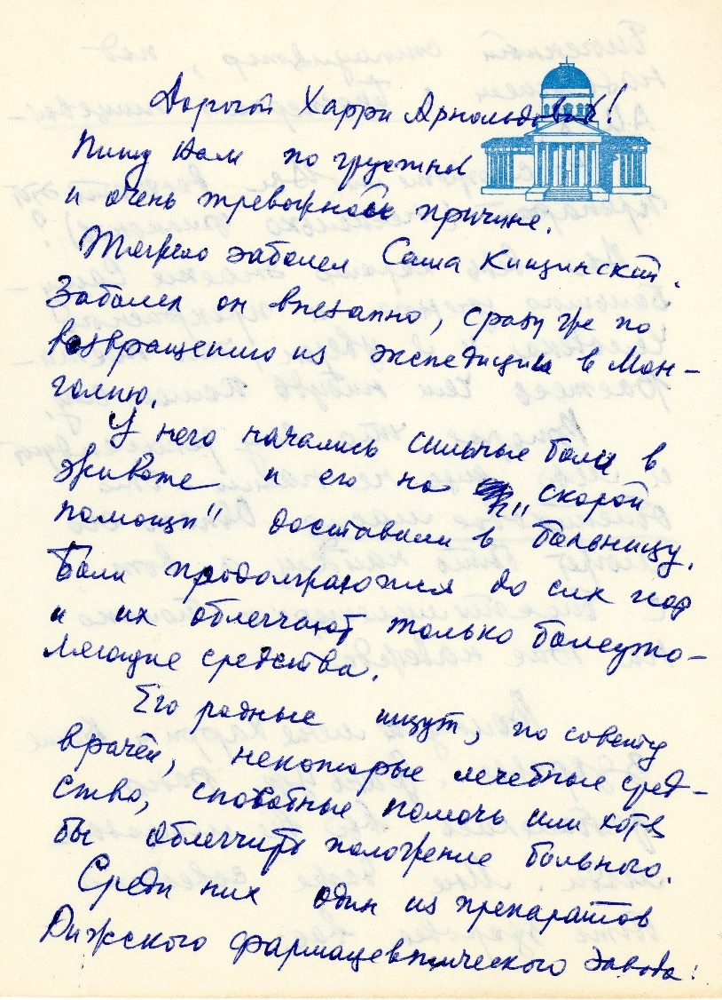 Дорогой Харри Арнольдович!
Пишу Вам по грустной
и очень тревожной причине.
Тяжело заболел Саша Кищинский.
Заболел он внезапно, сразу же по
возвращению из экспедиции в Мон-
голию.
У него начались сильные боли в
животе и его на „скорой
помощи" доставили в больницу.
Боли продолжаются до сих пор
и их облегчают только болеуто-
ляющие средства.
Его родные ищут, по совету
врачей, некоторые лечебные сред-
ства, способные помочь или хотя
бы облегчить положение больного.
Среди них один из препаратов
Рижского фармацевтического завода: